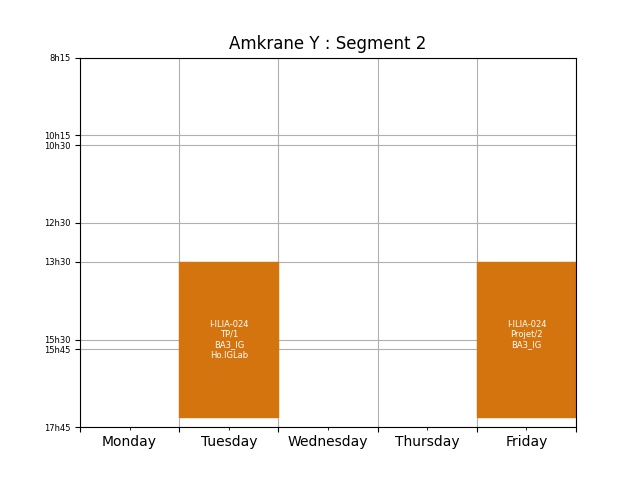 Amkrane Y : Segment 2
8h15
10h15
10h30
12h30
13h30
15h30
15h45
17h45
I-ILIA-024
TP/1
BA3_IG
Ho.IGLab
I-ILIA-024
Projet/2
BA3_IG
Monday
Tuesday
Wednesday
Thursday
Friday